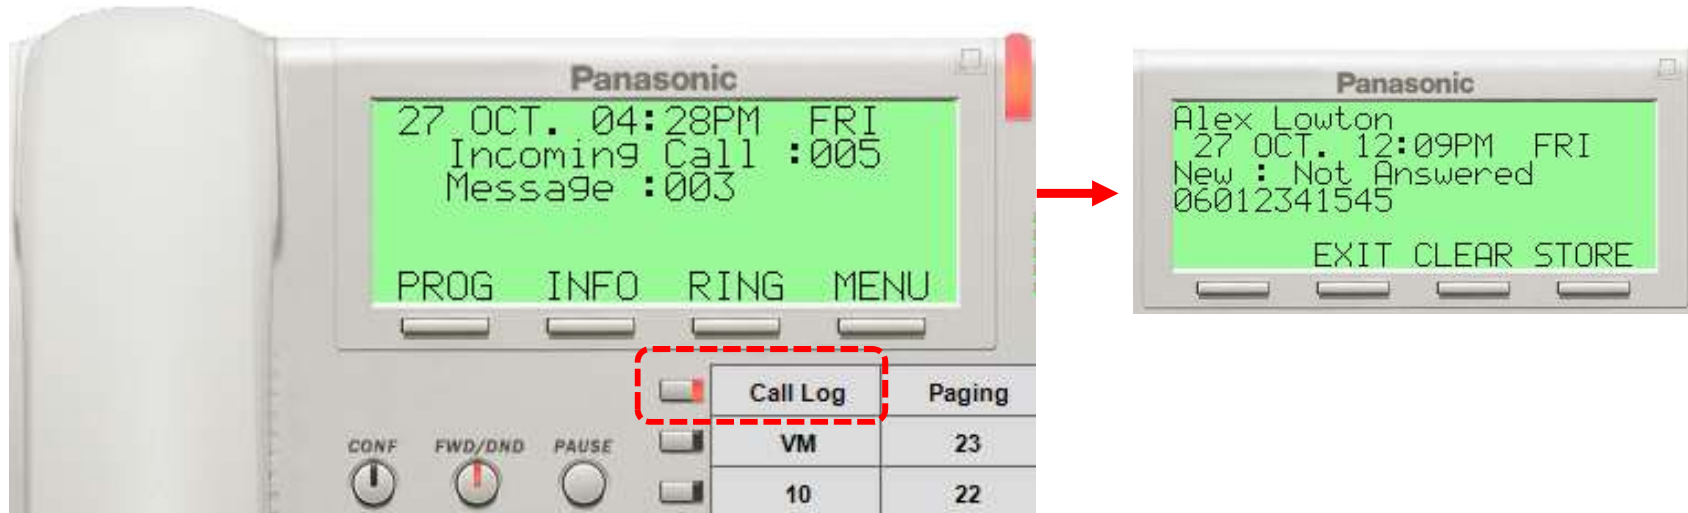 Panasonic
27 OCT. 04:28PM FRI
Incoming Call :005
Message :003
PROG INFO RING MENU
Call Log Paging
VM 23
10 22
CONF FWD/DND PAUSE
Panasonic
Alex Lowton
27 OCT. 12:09PM FRI
New : Not Answered
06012341545
EXIT CLEAR STORE